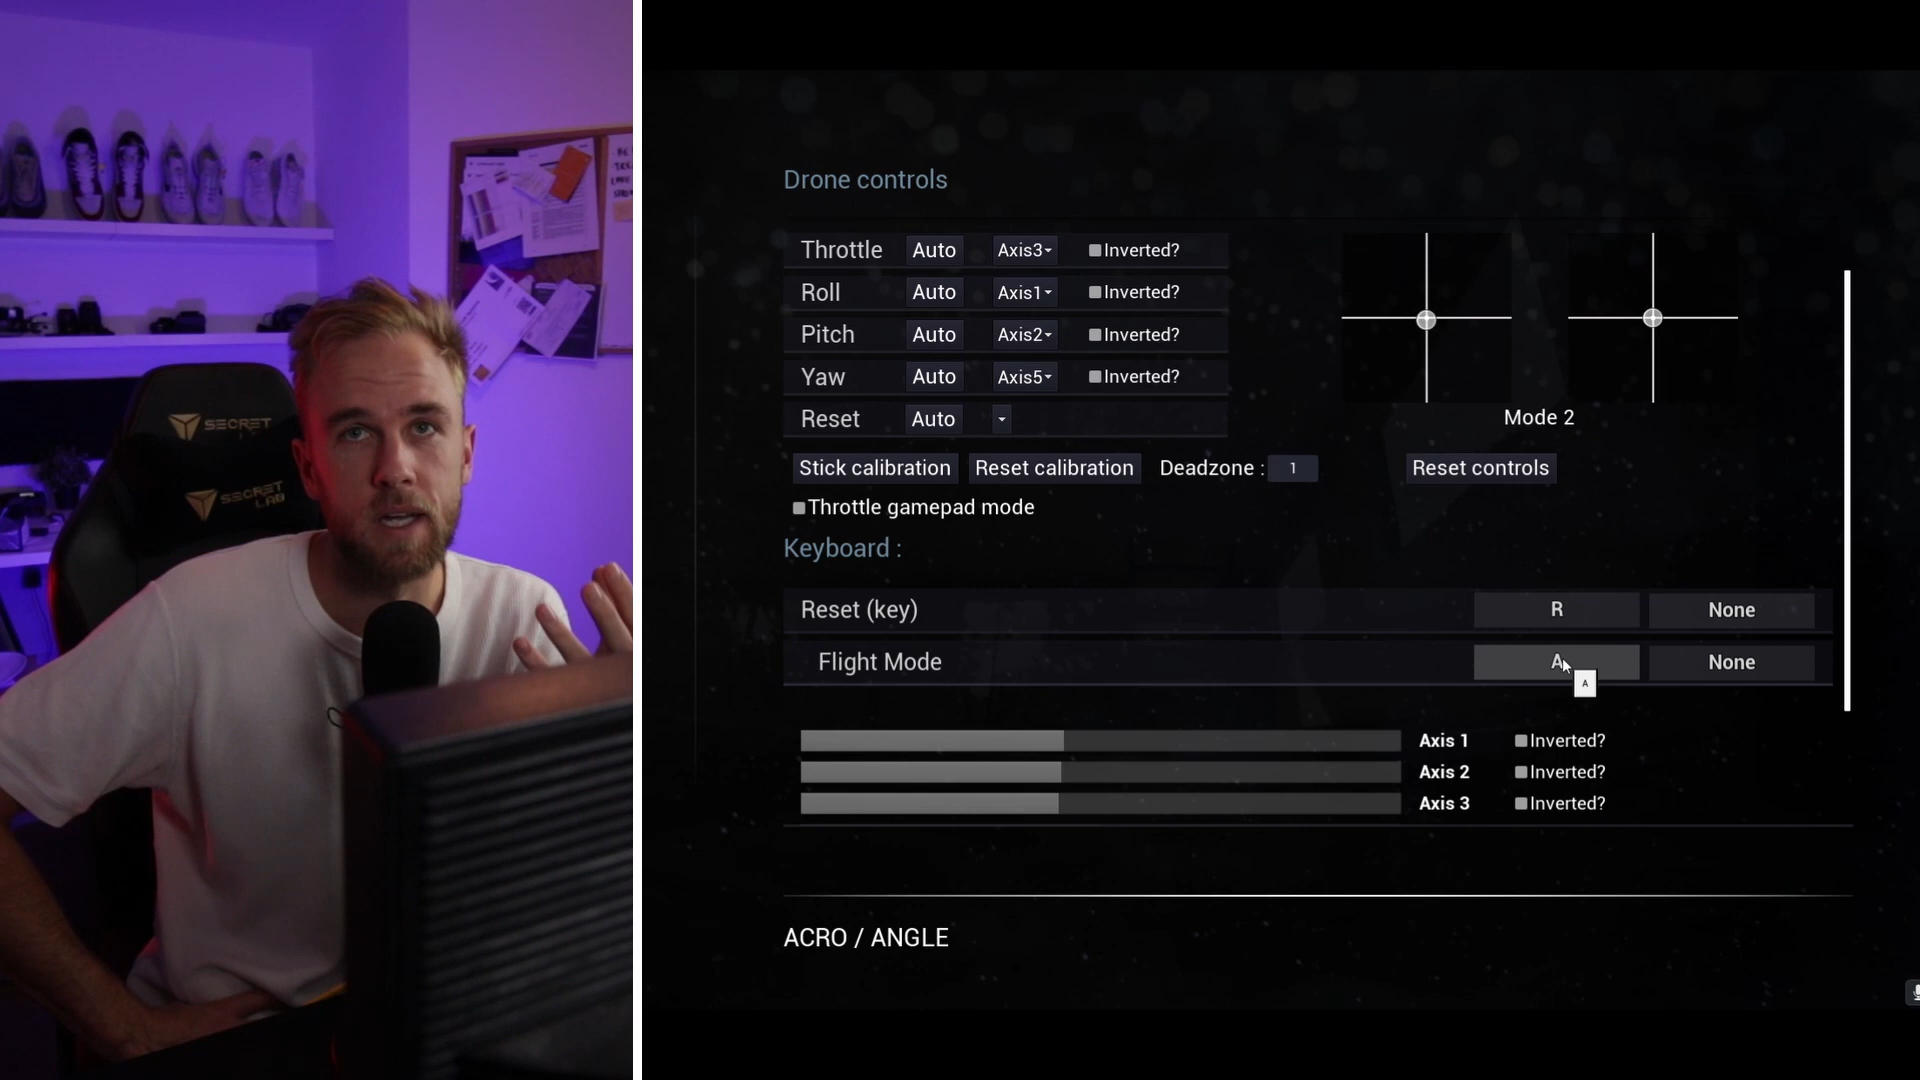 SECRET
SECRET
LAB
Drone controls
Throttle Auto Axis3 Inverted?
Roll Auto Axis1 Inverted?
Pitch Auto Axis2 Inverted?
Yaw Auto Axis5 Inverted?
Reset Auto
Mode 2
Stick calibration Reset calibration Deadzone : 1 Reset controls
Throttle gamepad mode
Keyboard :
Reset (key) R None
Flight Mode A None
A
Axis 1 Inverted?
Axis 2 Inverted?
Axis 3 Inverted?
ACRO / ANGLE